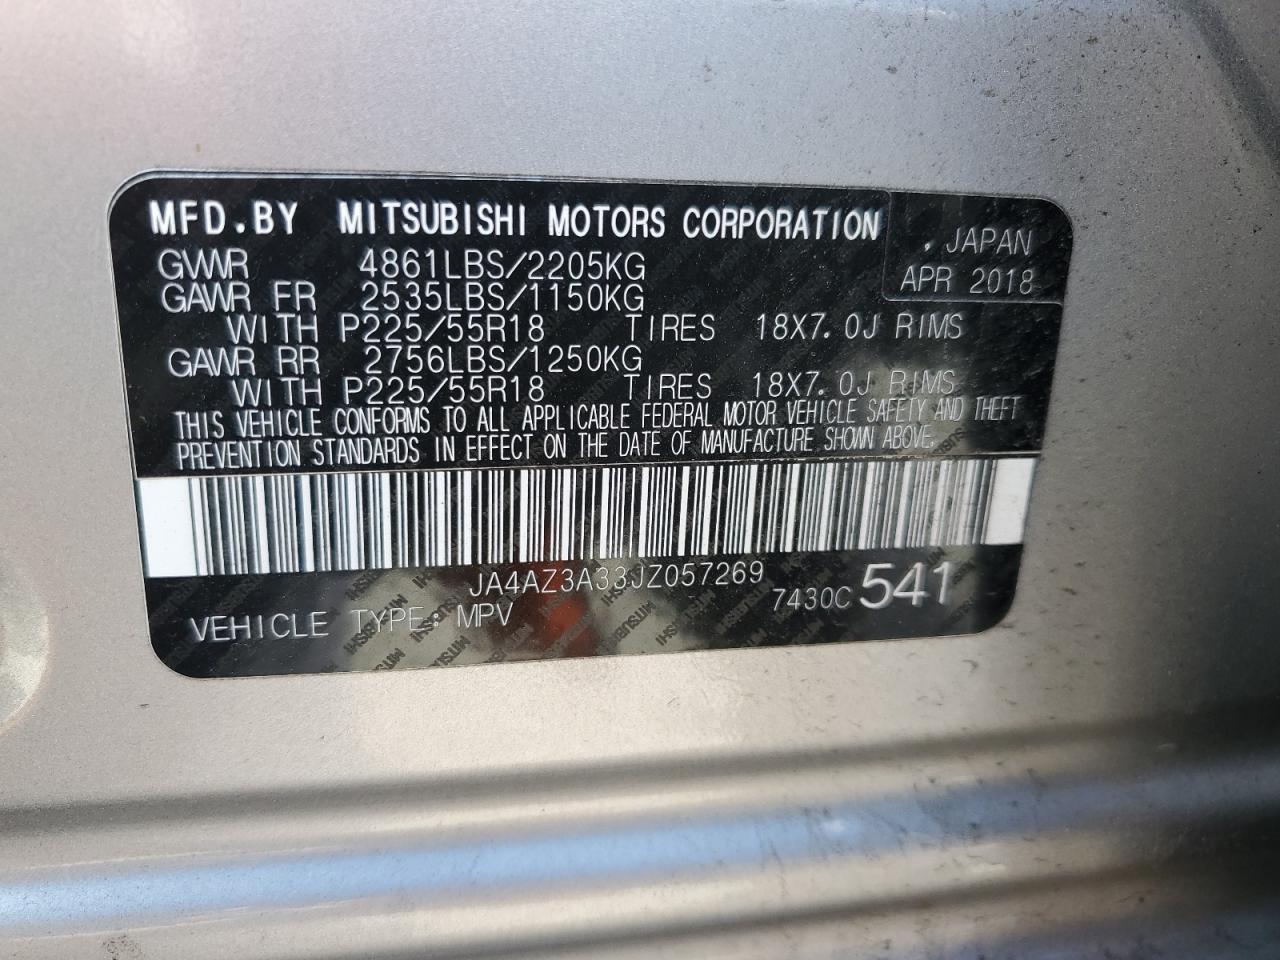 MFD.BY MITSUBISHI MOTORS CORPORATION
. JAPAN
APR 2018
GVWR 4861LBS/2205KG
GAWR FR 2535LBS/1150KG
WITH P225/55R18 TIRES 18X7.0J RIMS
GAWR RR 2756LBS/1250KG
WITH P225/55R18 TIRES 18X7.0J RIMS
THIS VEHICLE CONFORMS TO ALL APPLICABLE FEDERAL MOTOR VEHICLE SAFETY AND THEFT
PREVENTION STANDARDS IN EFFECT ON THE DATE OF MANUFACTURE SHOWN ABOVE.
JA4AZ3A33JZ057269
7430C 541
VEHICLE TYPE: MPV